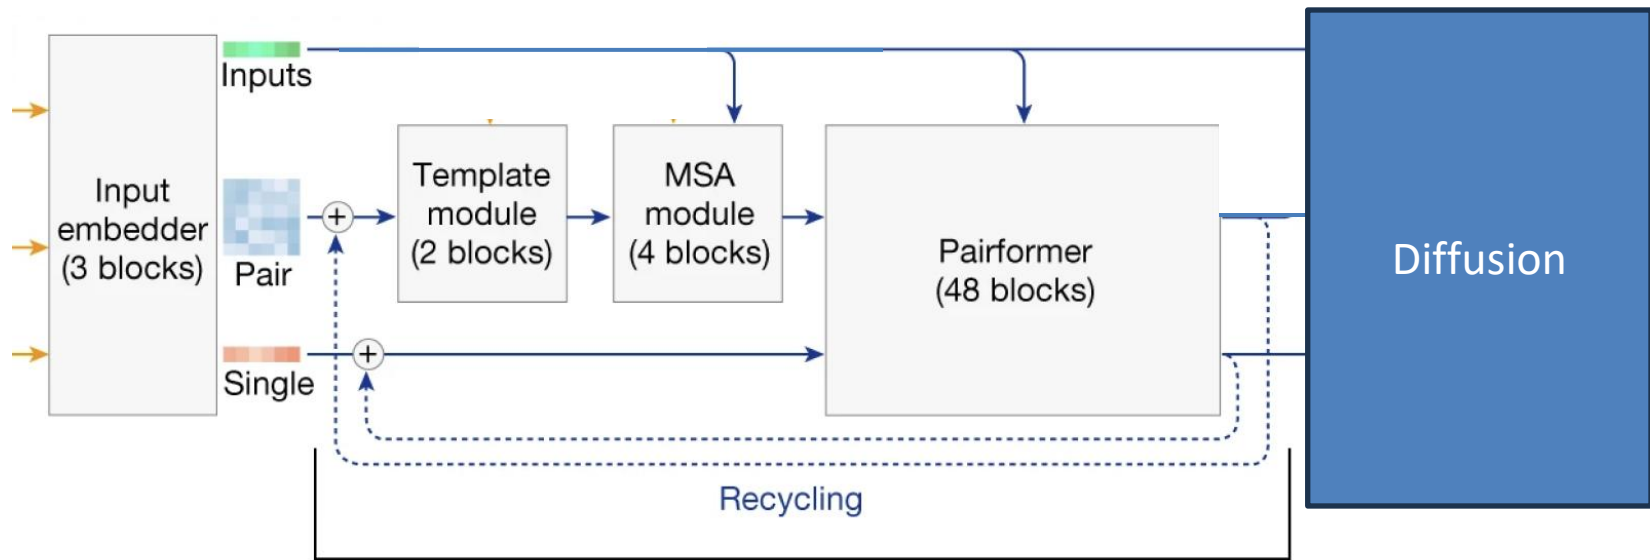 Input
embedder
(3 blocks)
Inputs
Pair
Single
+
+
Template
module
(2 blocks)
MSA
module
(4 blocks)
Pairformer
(48 blocks)
Recycling
Diffusion